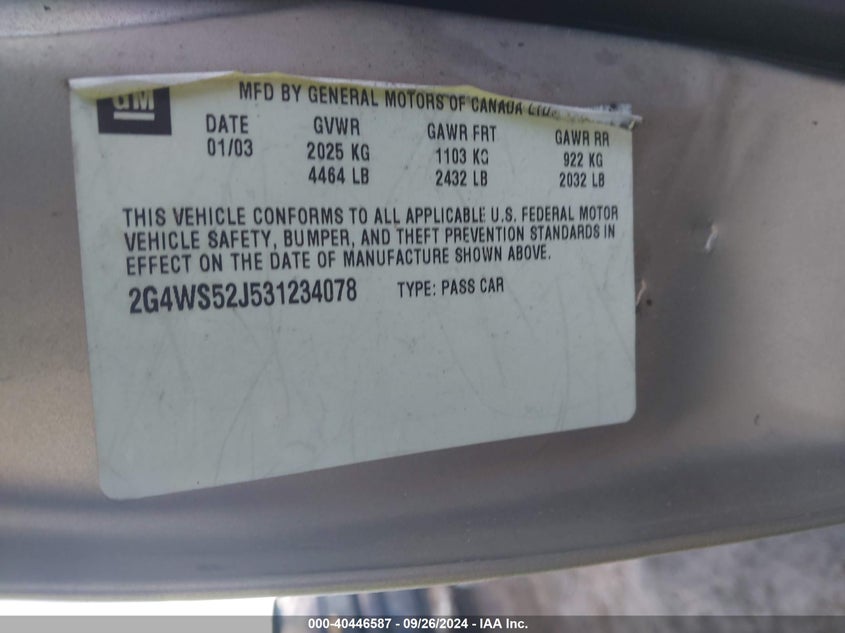 GM
MFD BY GENERAL MOTORS OF CANADA LTD.
DATE GVWR GAWR FRT GAWR RR
01/03 2025 KG 1103 KG 922 KG
4464 LB 2432 LB 2032 LB
THIS VEHICLE CONFORMS TO ALL APPLICABLE U.S. FEDERAL MOTOR
VEHICLE SAFETY, BUMPER, AND THEFT PREVENTION STANDARDS IN
EFFECT ON THE DATE OF MANUFACTURE SHOWN ABOVE.
2G4WS52J531234078 TYPE: PASS CAR
000-40446587 - 09/26/2024 - IAA Inc.